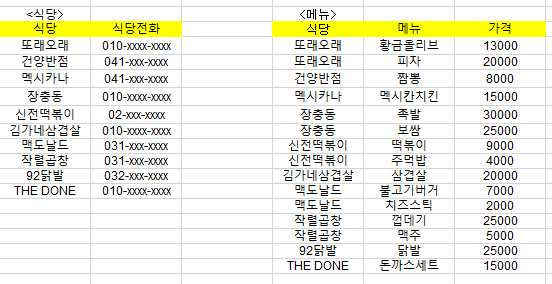 <식당> <메뉴>
식당 식당전화 식당 메뉴 가격
또래오래 010-xxxx-xxxx 또래오래 황금올리브 13000
건양반점 041-xxx-xxxx 또래오래 피자 20000
멕시카나 041-xxx-xxxx 건양반점 짬뽕 8000
장충동 010-xxxx-xxxx 멕시카나 멕시칸치킨 15000
신전떡볶이 02-xxx-xxxx 장충동 족발 30000
김가네삼겹살 010-xxxx-xxxx 장충동 보쌈 25000
맥도날드 031-xxx-xxxx 신전떡볶이 떡볶이 9000
작렬곱창 031-xxx-xxxx 신전떡볶이 주먹밥 4000
92닭발 032-xxx-xxxx 김가네삼겹살 삼겹살 20000
THE DONE 010-xxxx-xxxx 맥도날드 불고기버거 7000
맥도날드 치즈스틱 2000
작렬곱창 껍데기 25000
작렬곱창 맥주 5000
92닭발 닭발 25000
THE DONE 돈까스세트 15000